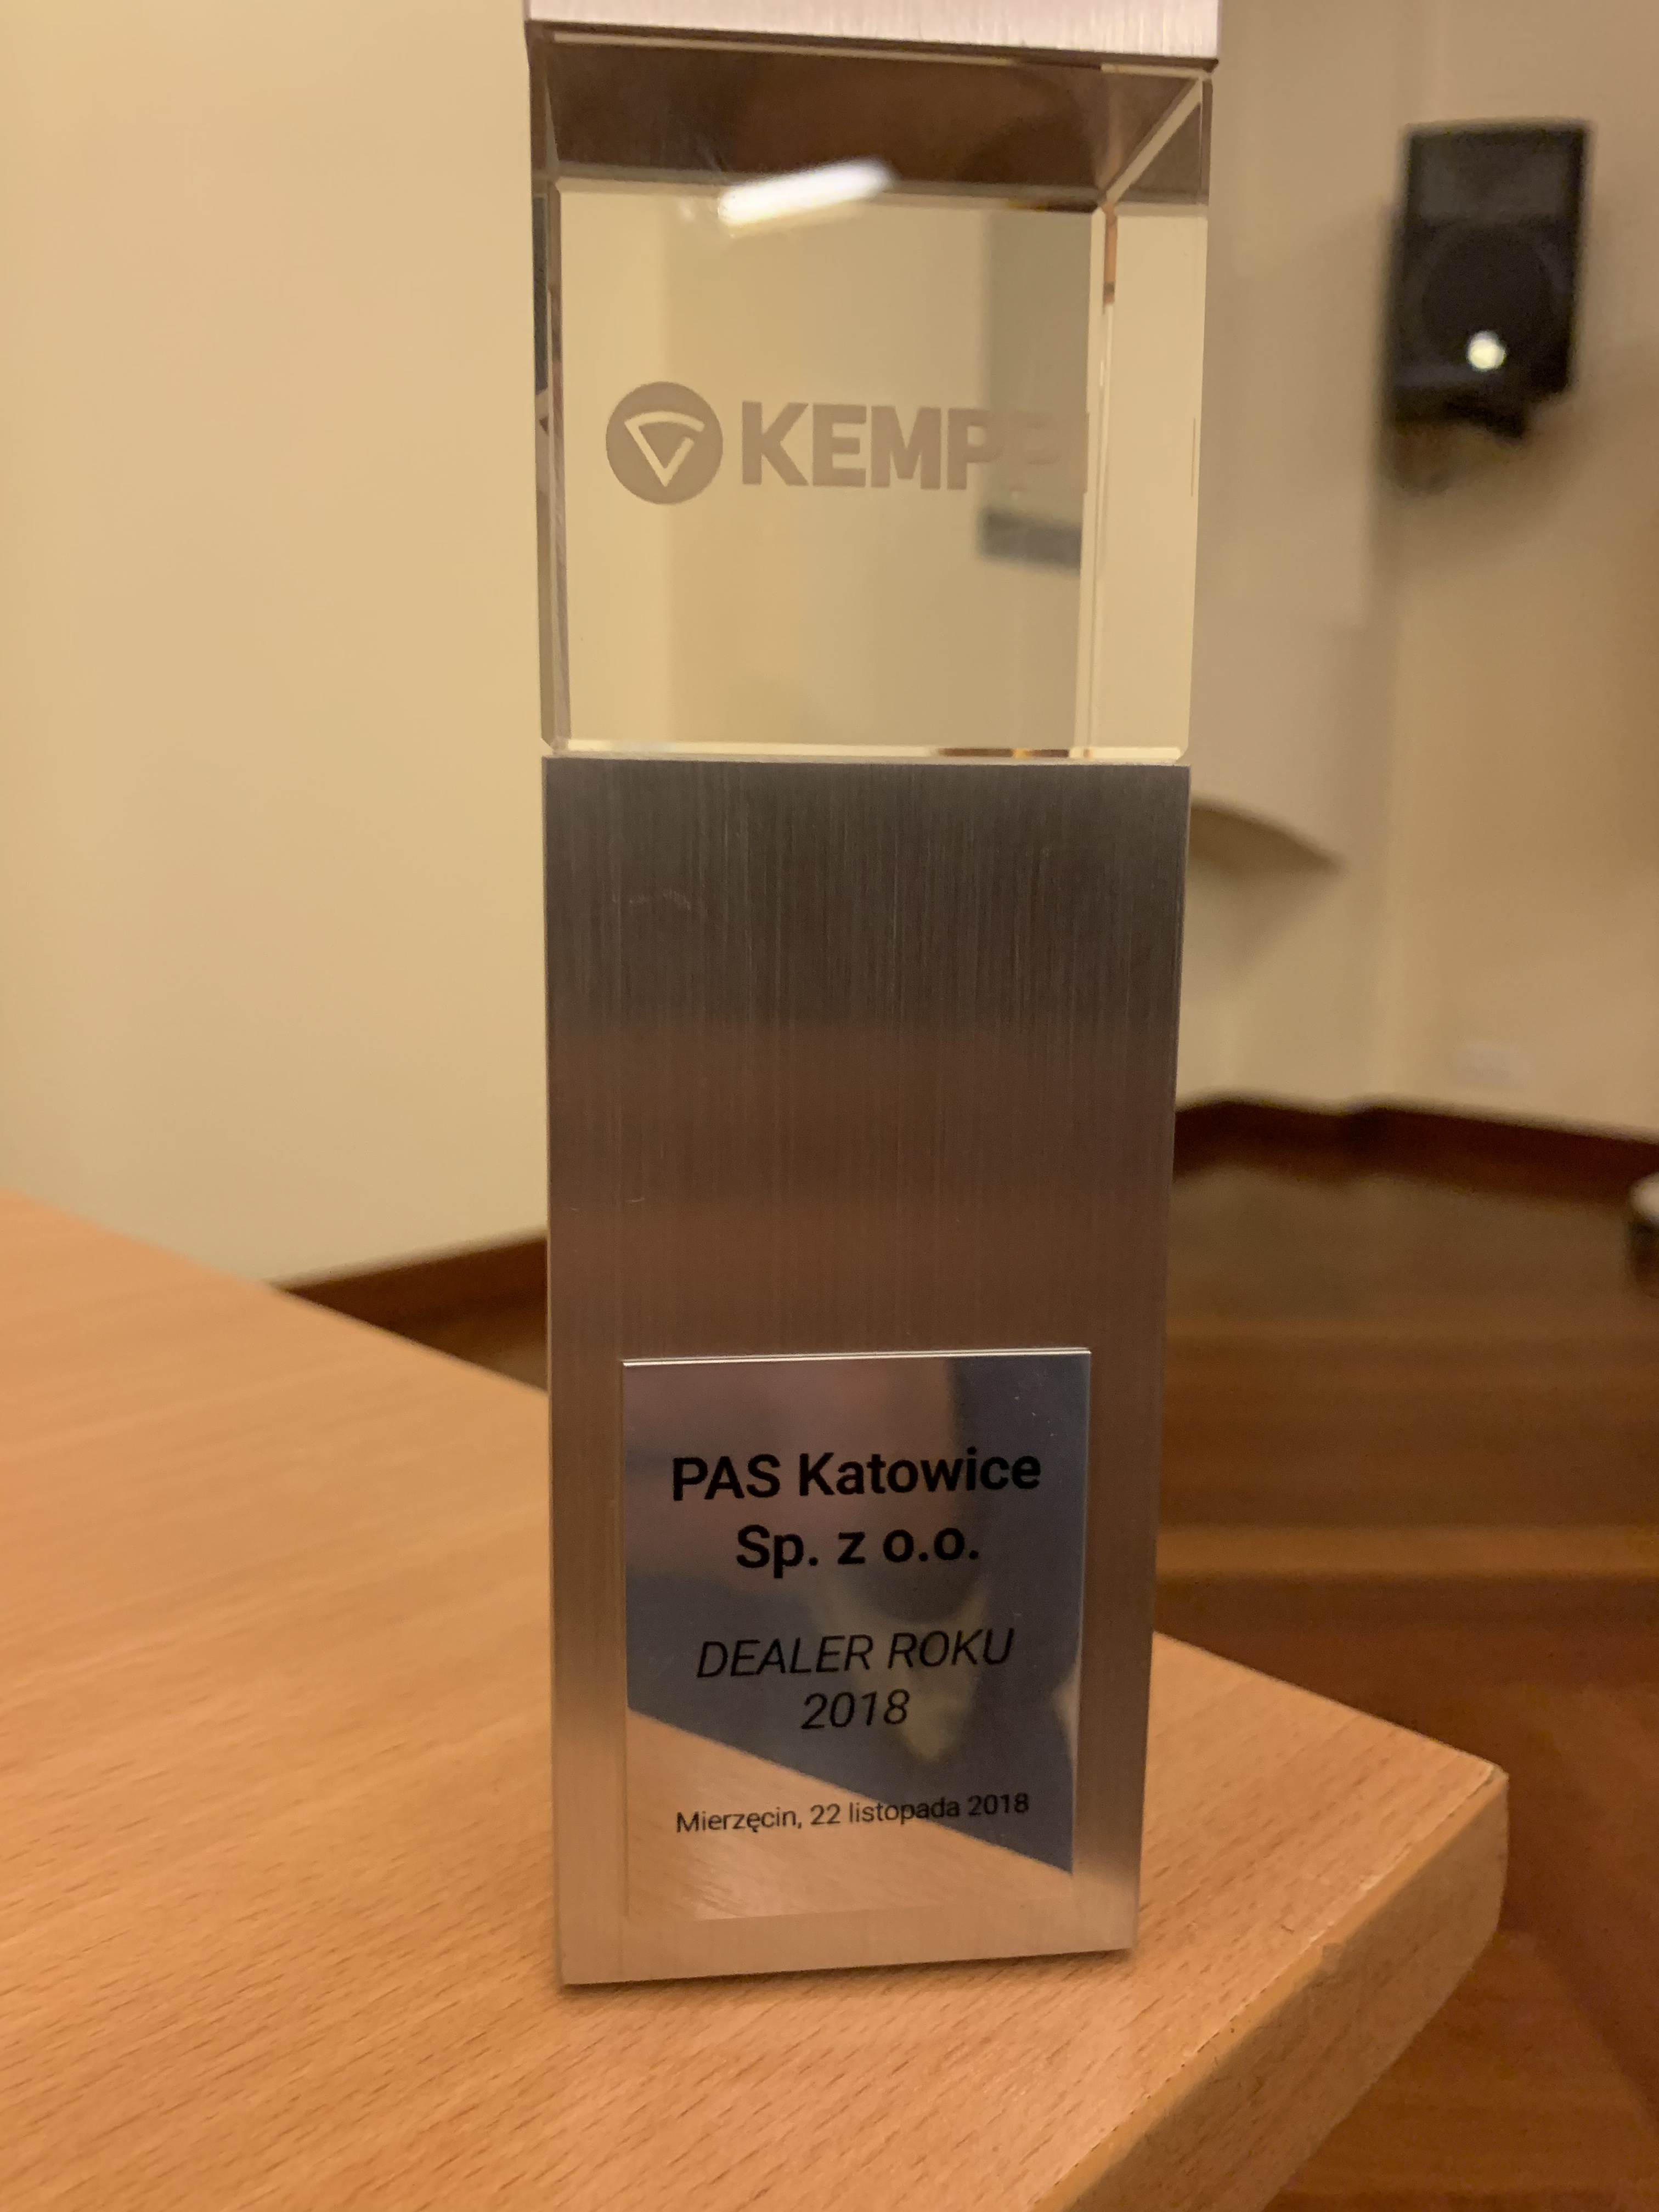 KEMPPI
PAS Katowice
Sp. z o.o.
DEALER ROKU
2018
Mierzęcin, 22 listopada 2018